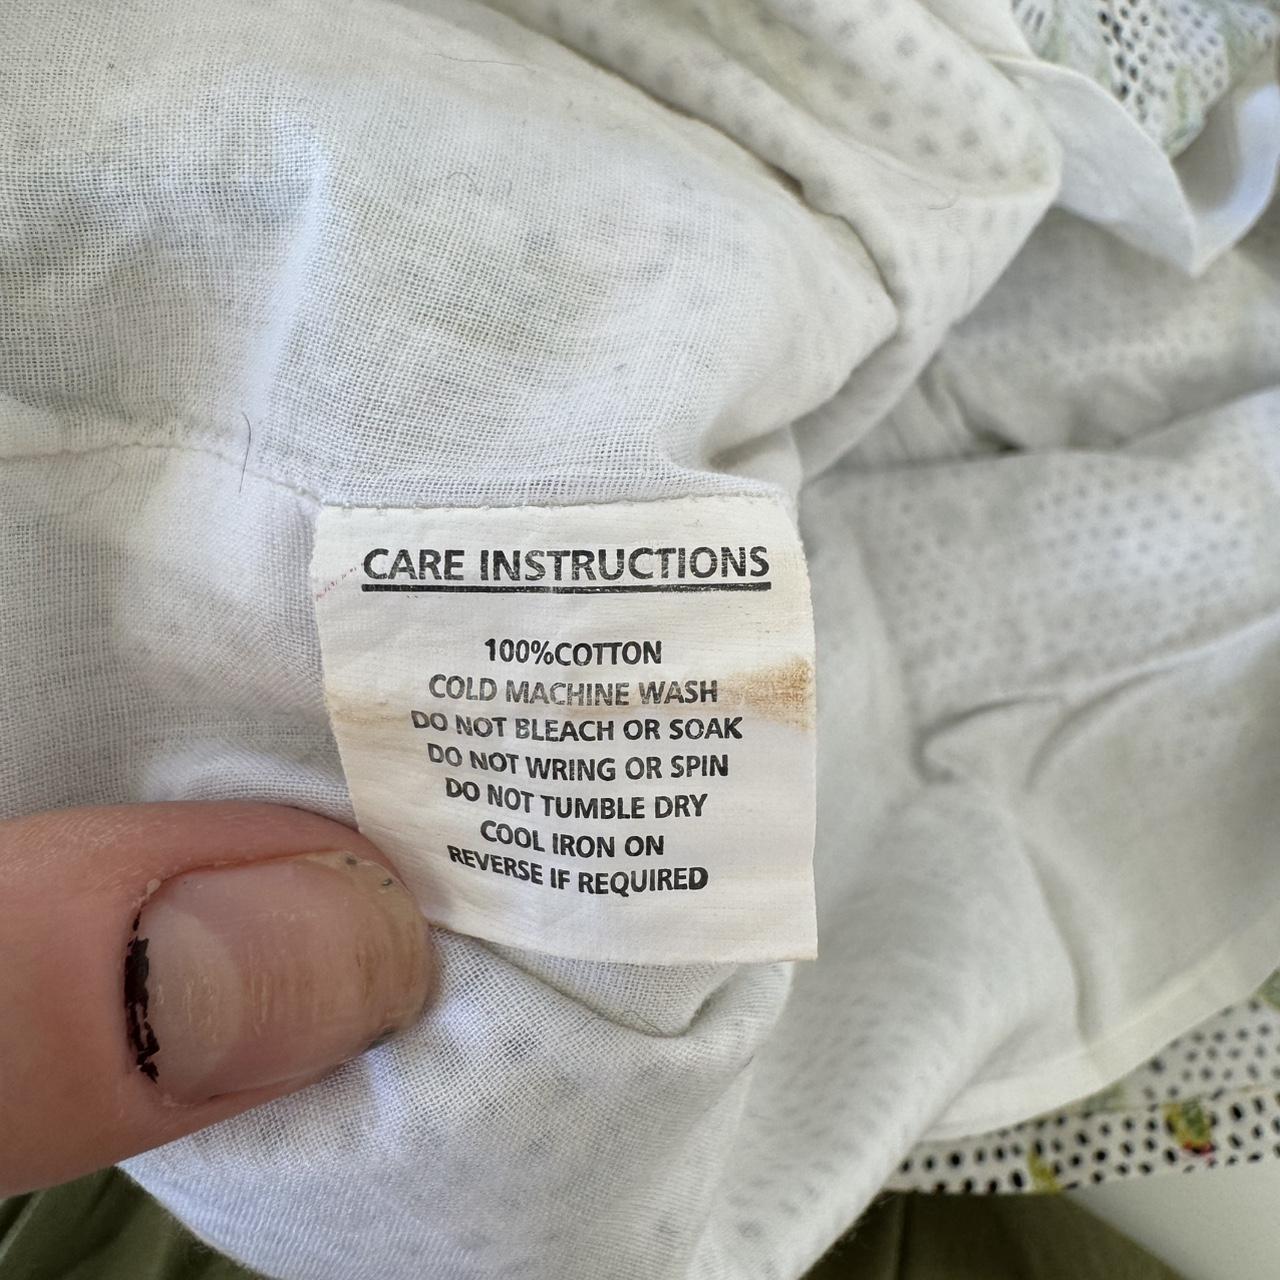 CARE INSTRUCTIONS
100%COTTON
COLD MACHINE WASH
DO NOT BLEACH OR SOAK
DO NOT WRING OR SPIN
DO NOT TUMBLE DRY
COOL IRON ON
REVERSE IF REQUIRED